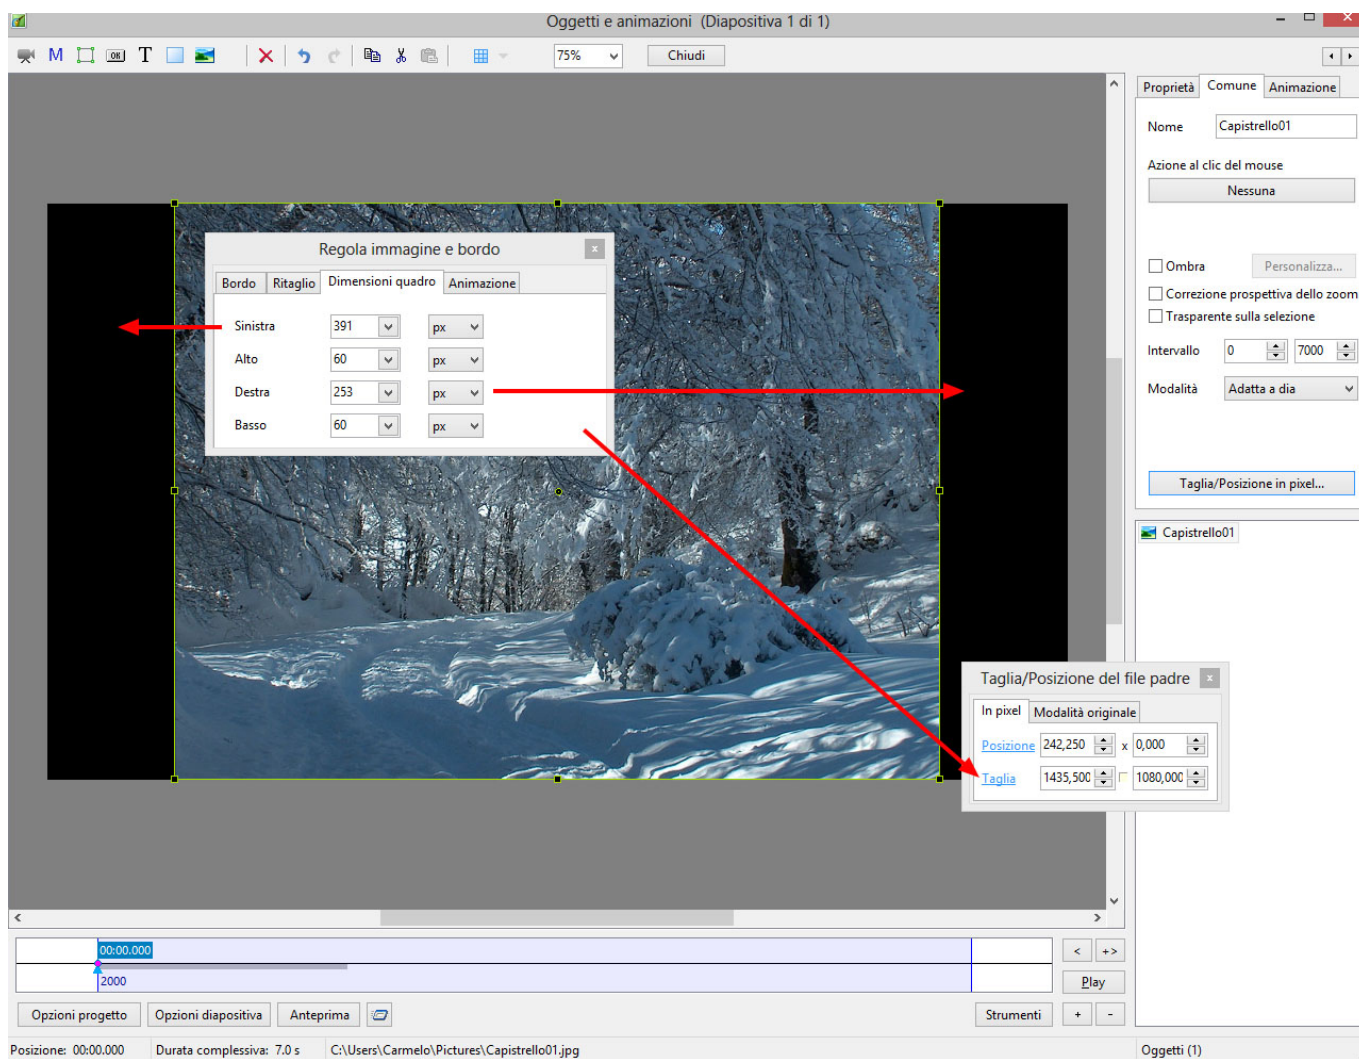 Oggetti e animazioni (Diapositiva 1 di 1)
M OK T 75% Chiudi
Proprietà Comune Animazione
Nome Capistrello01
Azione al clic del mouse
Nessuna
Ombra Personalizza...
Correzione prospettiva dello zoom
Trasparente sulla selezione
Intervallo 0 7000
Modalità Adatta a dia
Taglia/Posizione in pixel...
Capistrello01
Regola immagine e bordo x
Bordo Ritaglio Dimensioni quadro Animazione
Sinistra 391 px
Alto 60 px
Destra 253 px
Basso 60 px
Taglia/Posizione del file padre x
In pixel Modalità originale
Posizione 242,250 x 0,000
Taglia 1435,500 1080,000
00:00.000
2000
< +>
Play
Opzioni progetto Opzioni diapositiva Anteprima Strumenti + -
Posizione: 00:00.000 Durata complessiva: 7.0 s C:\Users\Carmelo\Pictures\Capistrello01.jpg Oggetti (1)